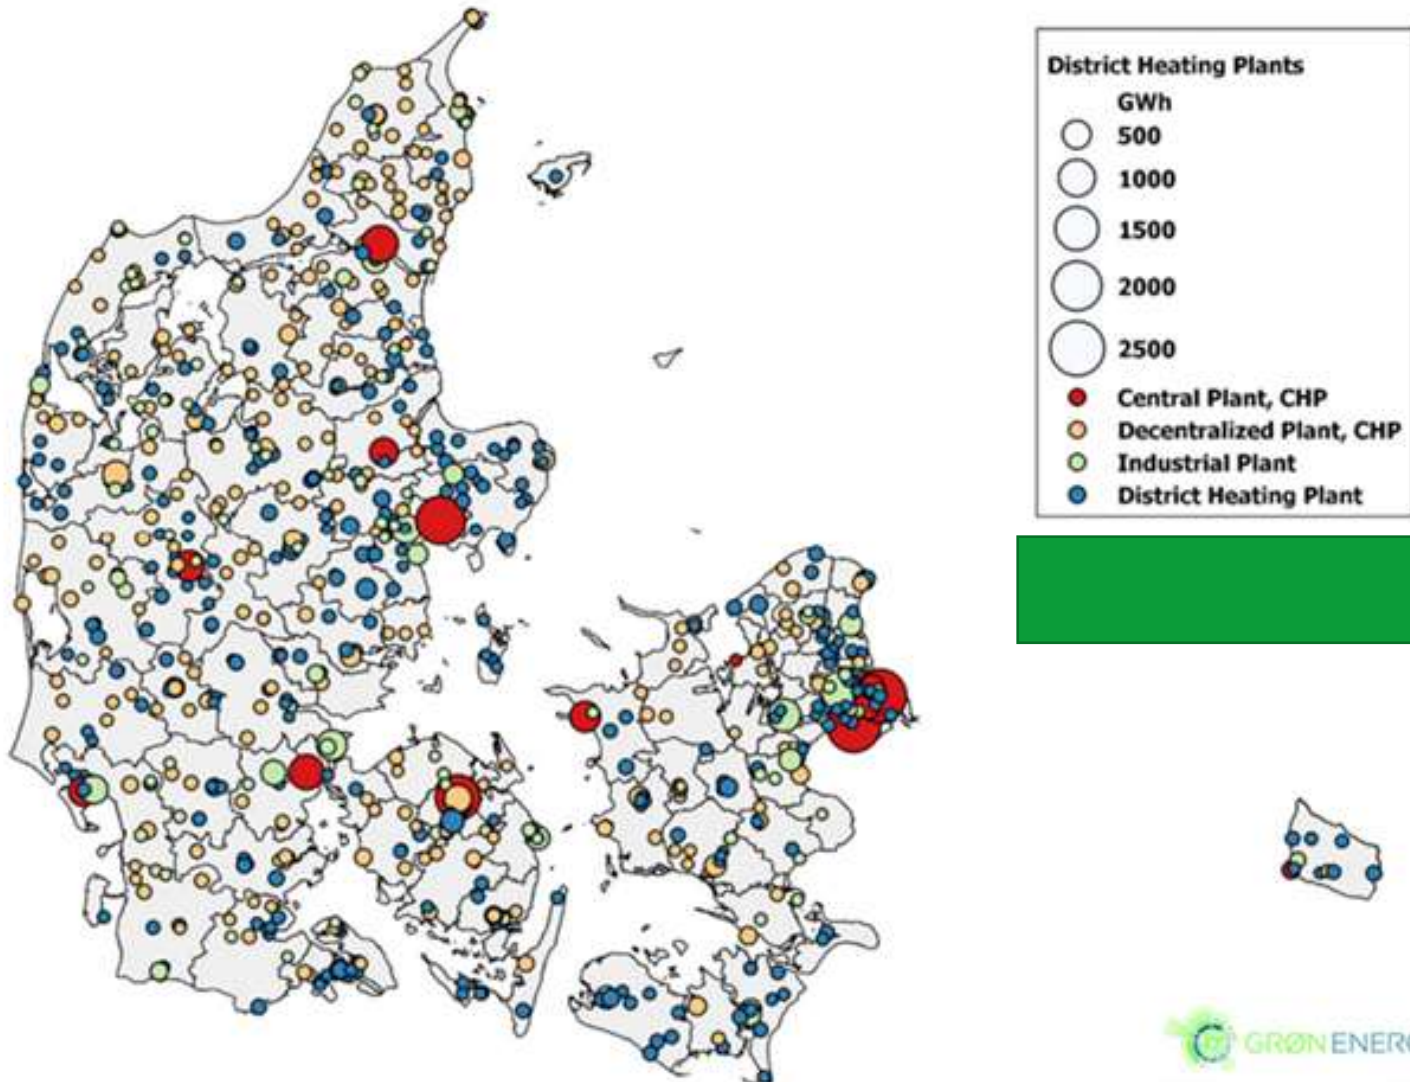 District Heating Plants
GWh
500
1000
1500
2000
2500
Central Plant, CHP
Decentralized Plant, CHP
Industrial Plant
District Heating Plant
GRØN ENERG